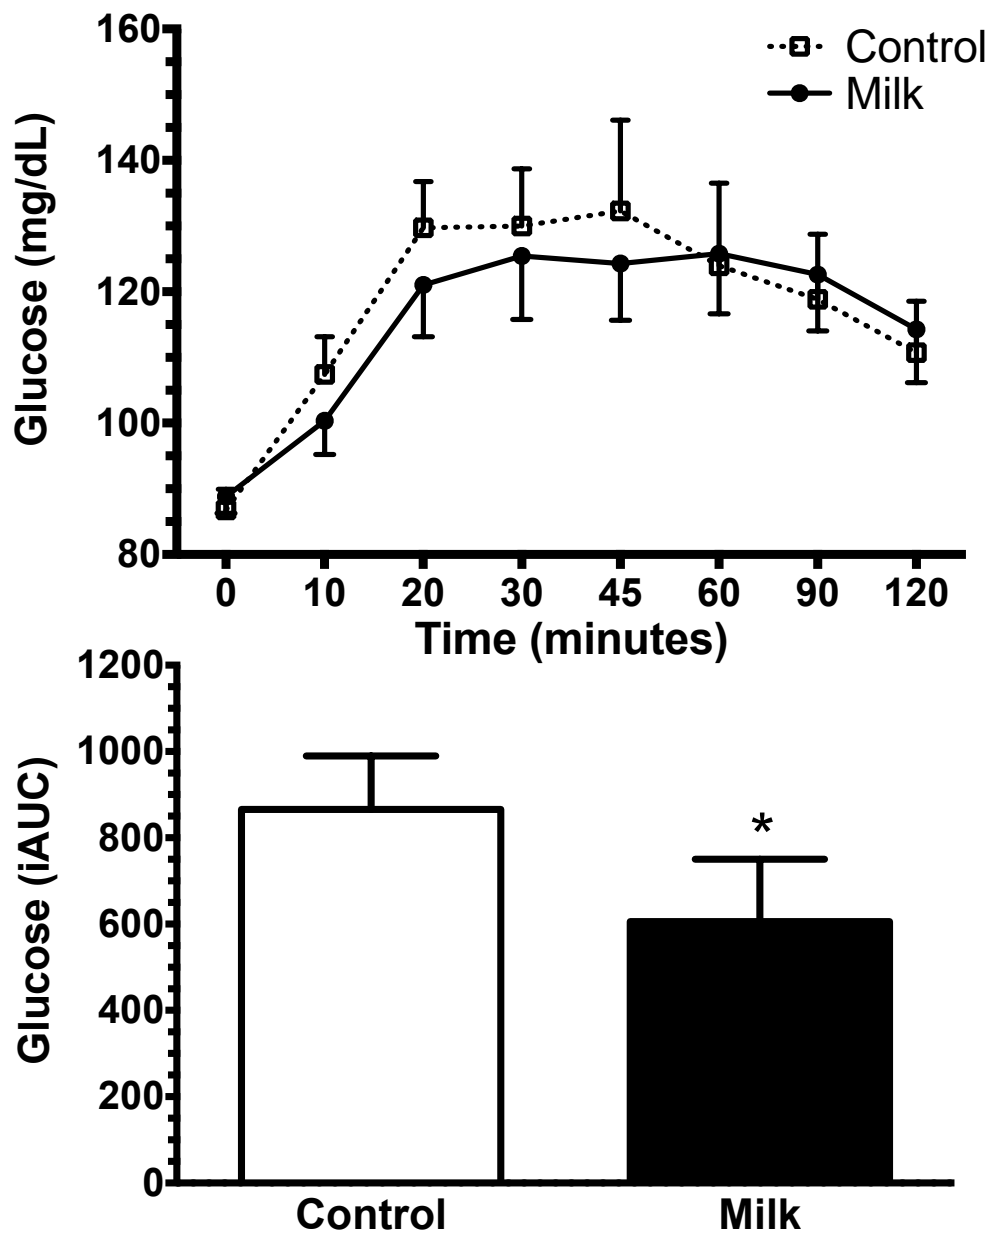 160
Control
Milk
140
120
100
80
Glucose (mg/dL)
0 10 20 30 45 60 90 120
Time (minutes)
1200
1000
800
600
400
200
0
Glucose (iAUC)
*
Control Milk